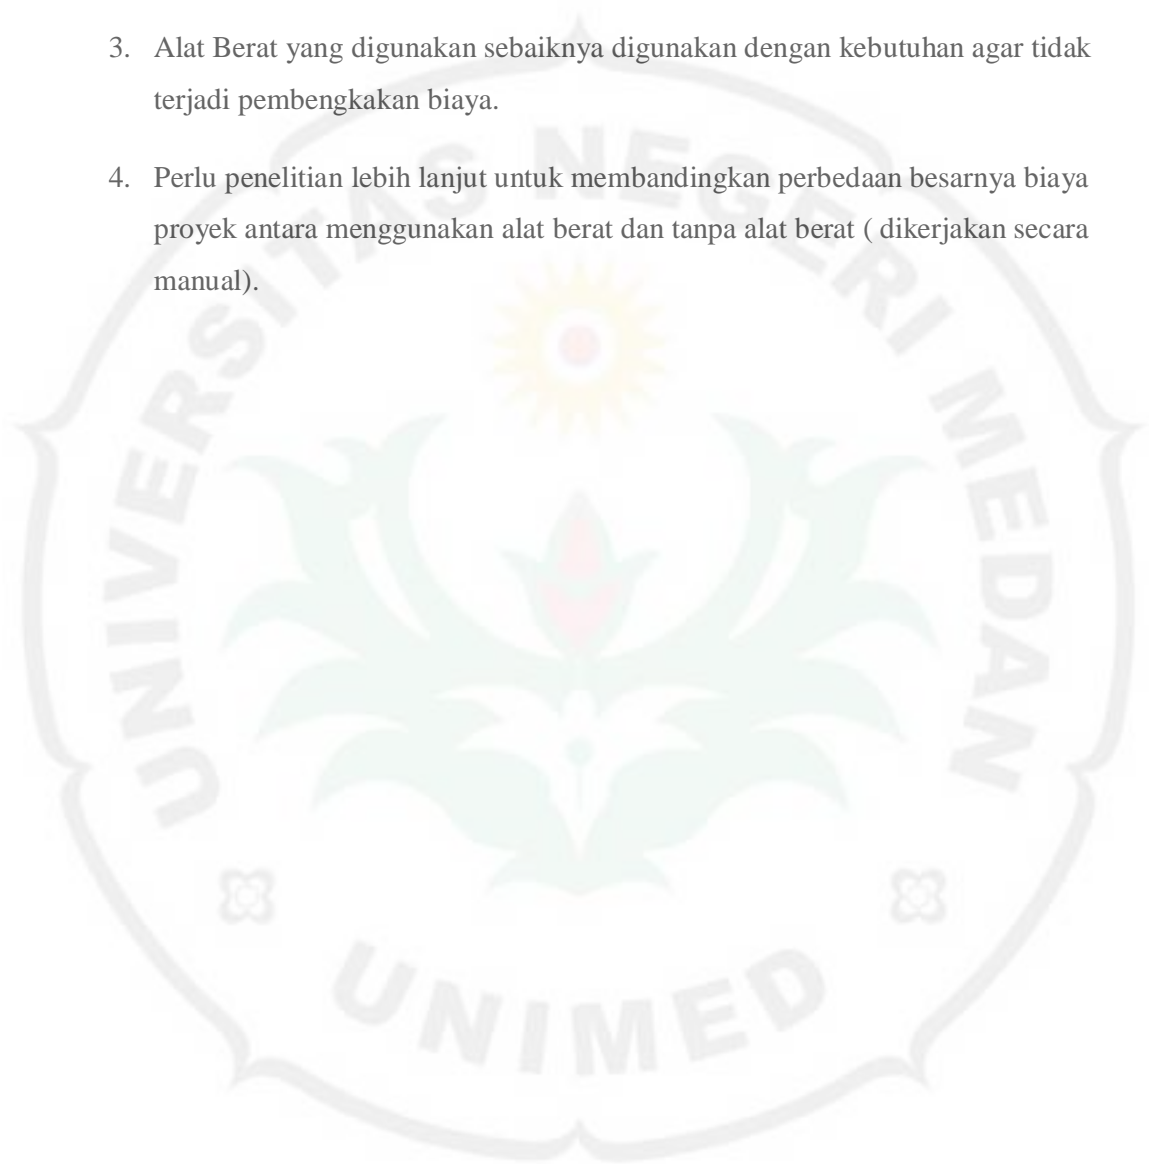 3. Alat Berat yang digunakan sebaiknya digunakan dengan kebutuhan agar tidak
terjadi pembengkakan biaya.
4. Perlu penelitian lebih lanjut untuk membandingkan perbedaan besarnya biaya
proyek antara menggunakan alat berat dan tanpa alat berat ( dikerjakan secara
manual).
UNIVERSITAS NEGERI MEDAN
UNIMED